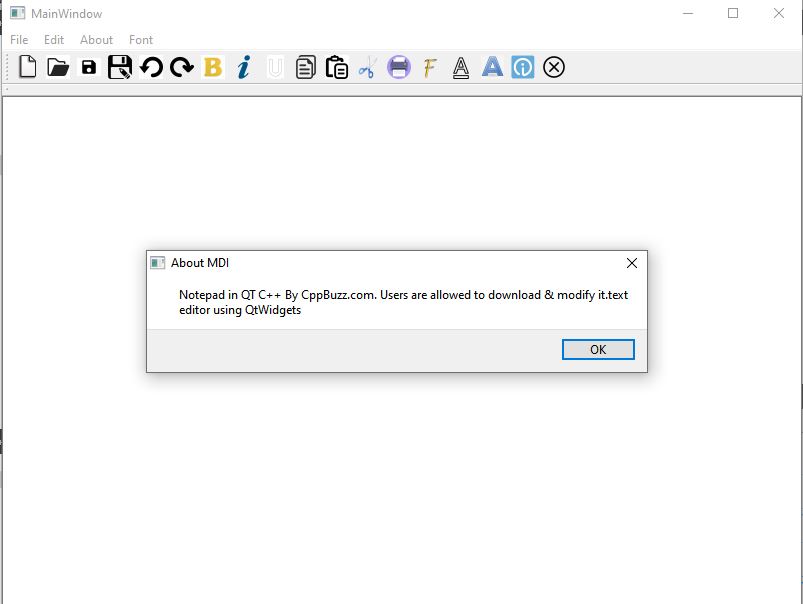 MainWindow
File Edit About Font
About MDI
Notepad in QT C++ By CppBuzz.com. Users are allowed to download & modify it.text
editor using QtWidgets
OK